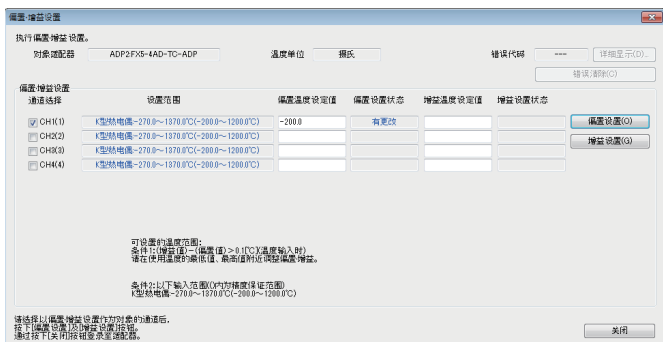 偏置·增益设置
执行偏置·增益设置。
对象适配器 ADP2:FX5-4AD-TC-ADP 温度单位 摄氏 错误代码 --- 详细显示(D)...
错误清除(C)
偏置·增益设置
通道选择 设置范围 偏置温度设定值 偏置设置状态 增益温度设定值 增益设置状态
CH1(1) K型热电偶-270.0～1370.0℃(-200.0～1200.0℃) -200.0 有更改 偏置设置(O)
CH2(2) K型热电偶-270.0～1370.0℃(-200.0～1200.0℃) 增益设置(G)
CH3(3) K型热电偶-270.0～1370.0℃(-200.0～1200.0℃)
CH4(4) K型热电偶-270.0～1370.0℃(-200.0～1200.0℃)
可设置的温度范围:
条件1:(增益值)-(偏置值)>0.1[℃](温度输入时)
请在使用温度的最低值、最高值附近调整偏置·增益。
条件2:以下输入范围(()内为精度保证范围)
K型热电偶-270.0～1370.0℃(-200.0～1200.0℃)
请选择以偏置·增益设置作为对象的通道后,
按下[偏置设置]及[增益设置]按钮。
通过按下[关闭]按钮登录至适配器。
关闭